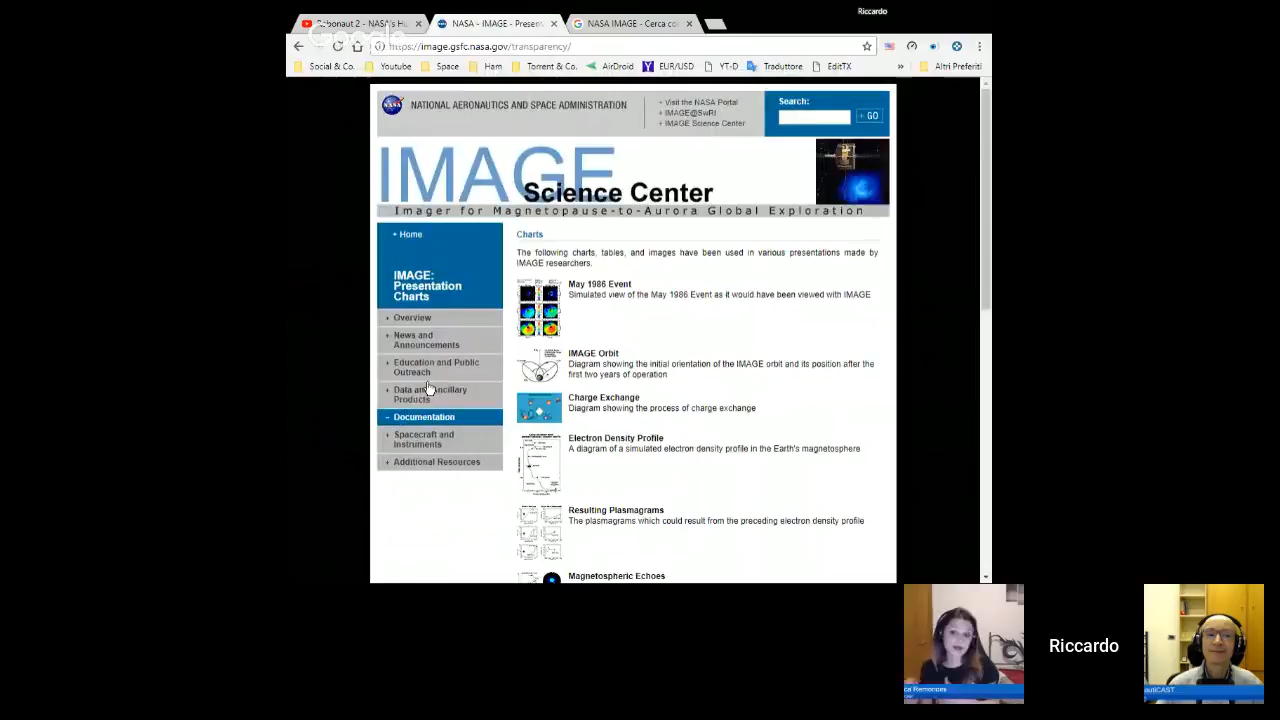 Riccardo
Robonaut 2 - NASA's Hu
NASA - IMAGE - Present
NASA IMAGE - Cerca co
Google
https://image.gsfc.nasa.gov/transparency/
Social & Co.
Youtube
Space
Ham
Torrent & Co.
AirDroid
EUR/USD
YT-D
Traduttore
EditTX
»
Altri Preferiti
NASA
NATIONAL AERONAUTICS AND SPACE ADMINISTRATION
+ Visit the NASA Portal
+ IMAGE@SwRI
+ IMAGE Science Center
Search:
+ GO
IMAGE
Science Center
Imager for Magnetopause-to-Aurora Global Exploration
+ Home
IMAGE:
Presentation
Charts
+ Overview
+ News and
Announcements
+ Education and Public
Outreach
+ Data and Ancillary
Products
- Documentation
+ Spacecraft and
Instruments
+ Additional Resources
Charts
The following charts, tables, and images have been used in various presentations made by
IMAGE researchers.
May 1986 Event
Simulated view of the May 1986 Event as it would have been viewed with IMAGE
IMAGE Orbit
Diagram showing the initial orientation of the IMAGE orbit and its position after the
first two years of operation
Charge Exchange
Diagram showing the process of charge exchange
Electron Density Profile
A diagram of a simulated electron density profile in the Earth's magnetosphere
Resulting Plasmagrams
The plasmagrams which could result from the preceding electron density profile
Magnetospheric Echoes
ca Remondes
Riccardo
autiCAST